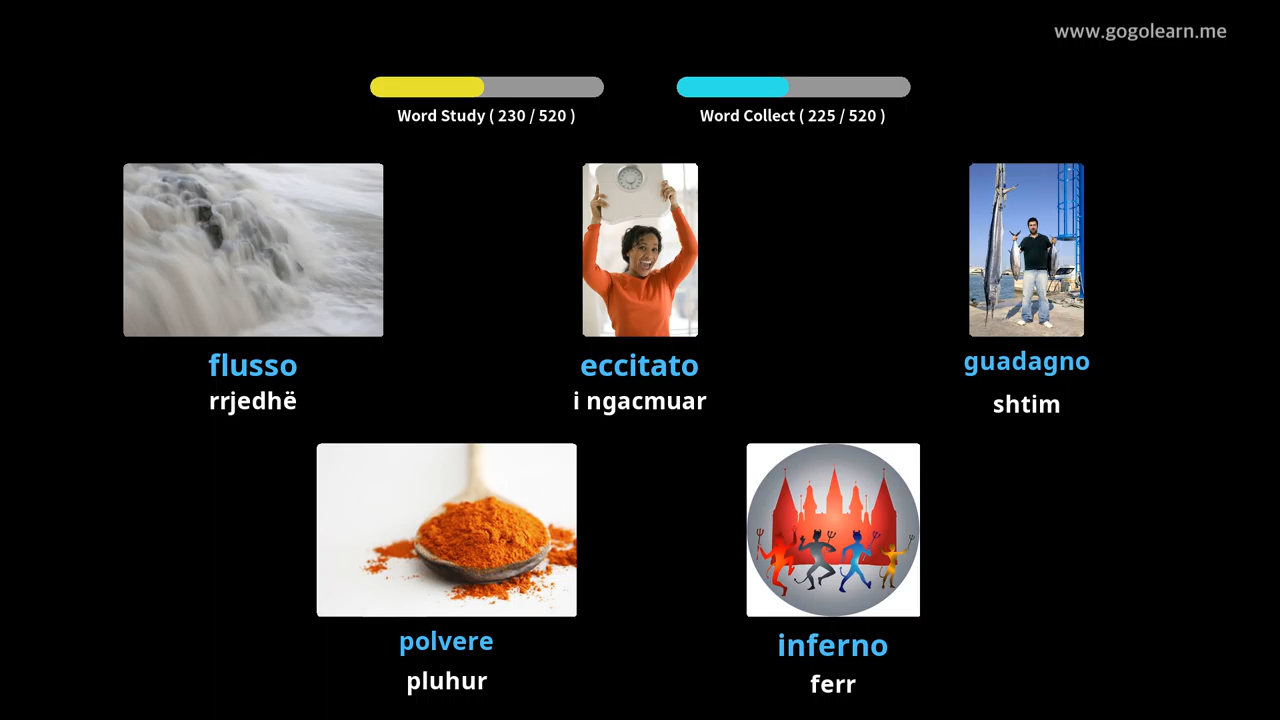 www.gogolearn.me
Word Study ( 230 / 520 )
Word Collect ( 225 / 520 )
flusso
rrjedhë
eccitato
i ngacmuar
guadagno
shtim
polvere
pluhur
inferno
ferr